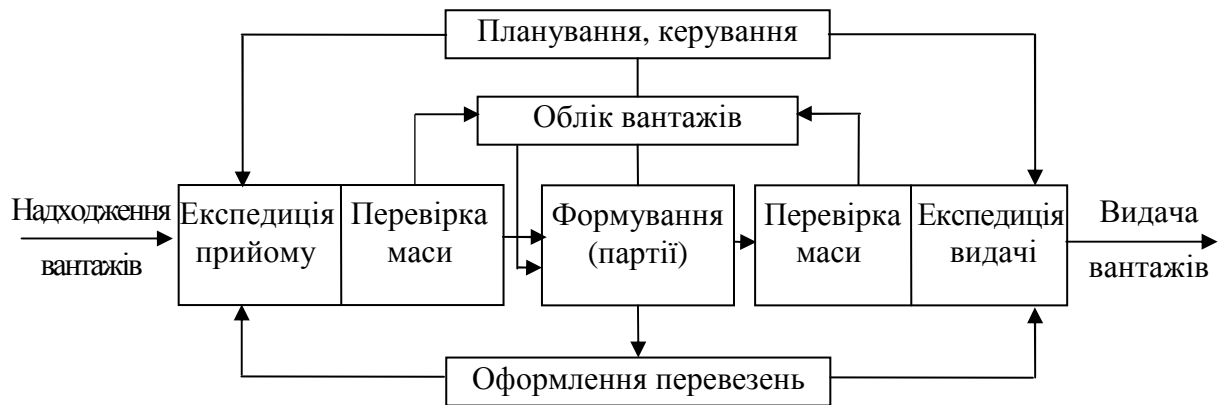 Планування, керування
Облік вантажів
Надходження
вантажів
Експедиція
прийому
Перевірка
маси
Формування
(партії)
Перевірка
маси
Експедиція
видачі
Видача
вантажів
Оформлення перевезень